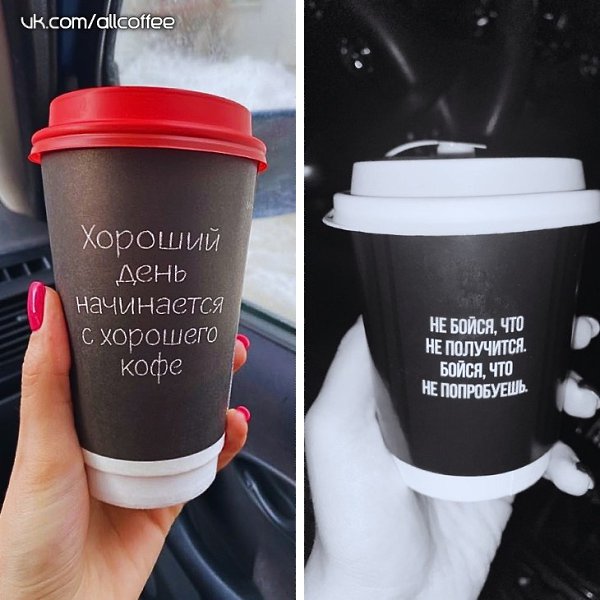 vk.com/allcoffee
Хороший
день
начинается
с хорошего
кофе
НЕ БОЙСЯ, ЧТО
НЕ ПОЛУЧИТСЯ.
БОЙСЯ, ЧТО
НЕ ПОПРОБУЕШЬ.